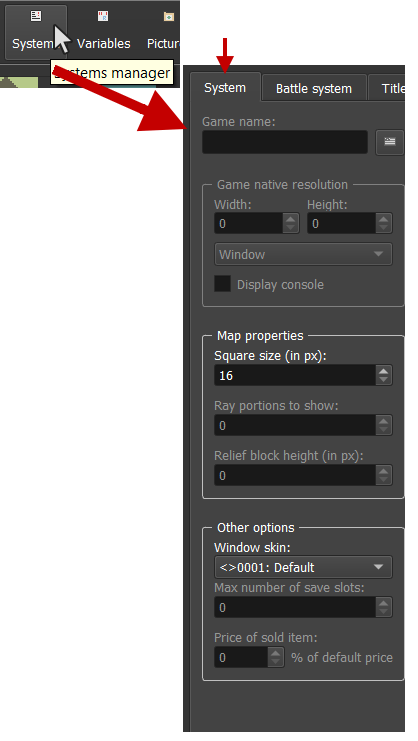 System
Variables
Pictur
Systems manager
System
Battle system
Title
Game name:
Game native resolution
Width:
Height:
0
0
Window
Display console
Map properties
Square size (in px):
16
Ray portions to show:
0
Relief block height (in px):
0
Other options
Window skin:
<>0001: Default
Max number of save slots:
0
Price of sold item:
0
% of default price